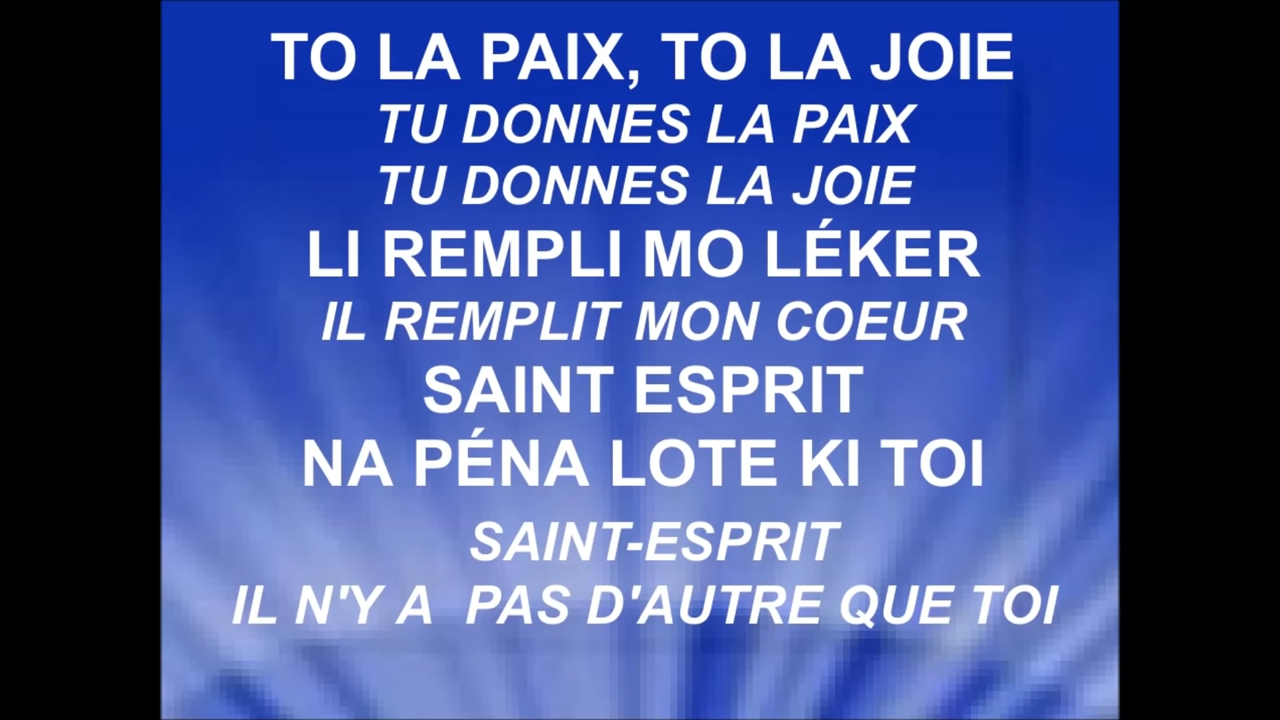 TO LA PAIX, TO LA JOIE
TU DONNES LA PAIX
TU DONNES LA JOIE
LI REMPLI MO LÉKER
IL REMPLIT MON COEUR
SAINT ESPRIT
NA PÉNA LOTE KI TOI
SAINT-ESPRIT
IL N'Y A  PAS D'AUTRE QUE TOI